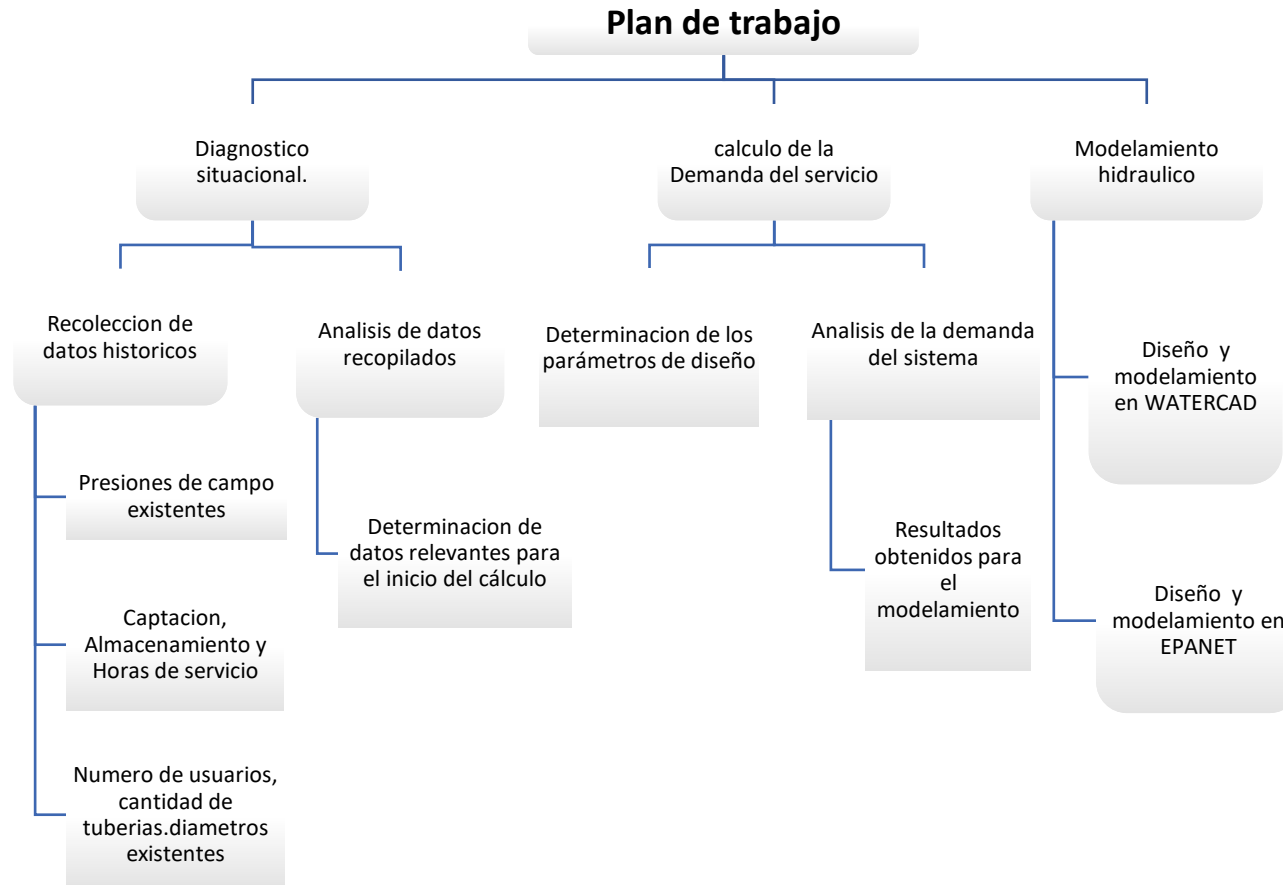 Plan de trabajo
Diagnostico
situacional.
calculo de la
Demanda del servicio
Modelamiento
hidraulico
Recoleccion de
datos historicos
Analisis de datos
recopilados
Determinacion de los
parámetros de diseño
Analisis de la demanda
del sistema
Diseño y
modelamiento
en WATERCAD
Presiones de campo
existentes
Determinacion de
datos relevantes para
el inicio del cálculo
Resultados
obtenidos para
el
modelamiento
Diseño y
modelamiento en
EPANET
Captacion,
Almacenamiento y
Horas de servicio
Numero de usuarios,
cantidad de
tuberias.diametros
existentes